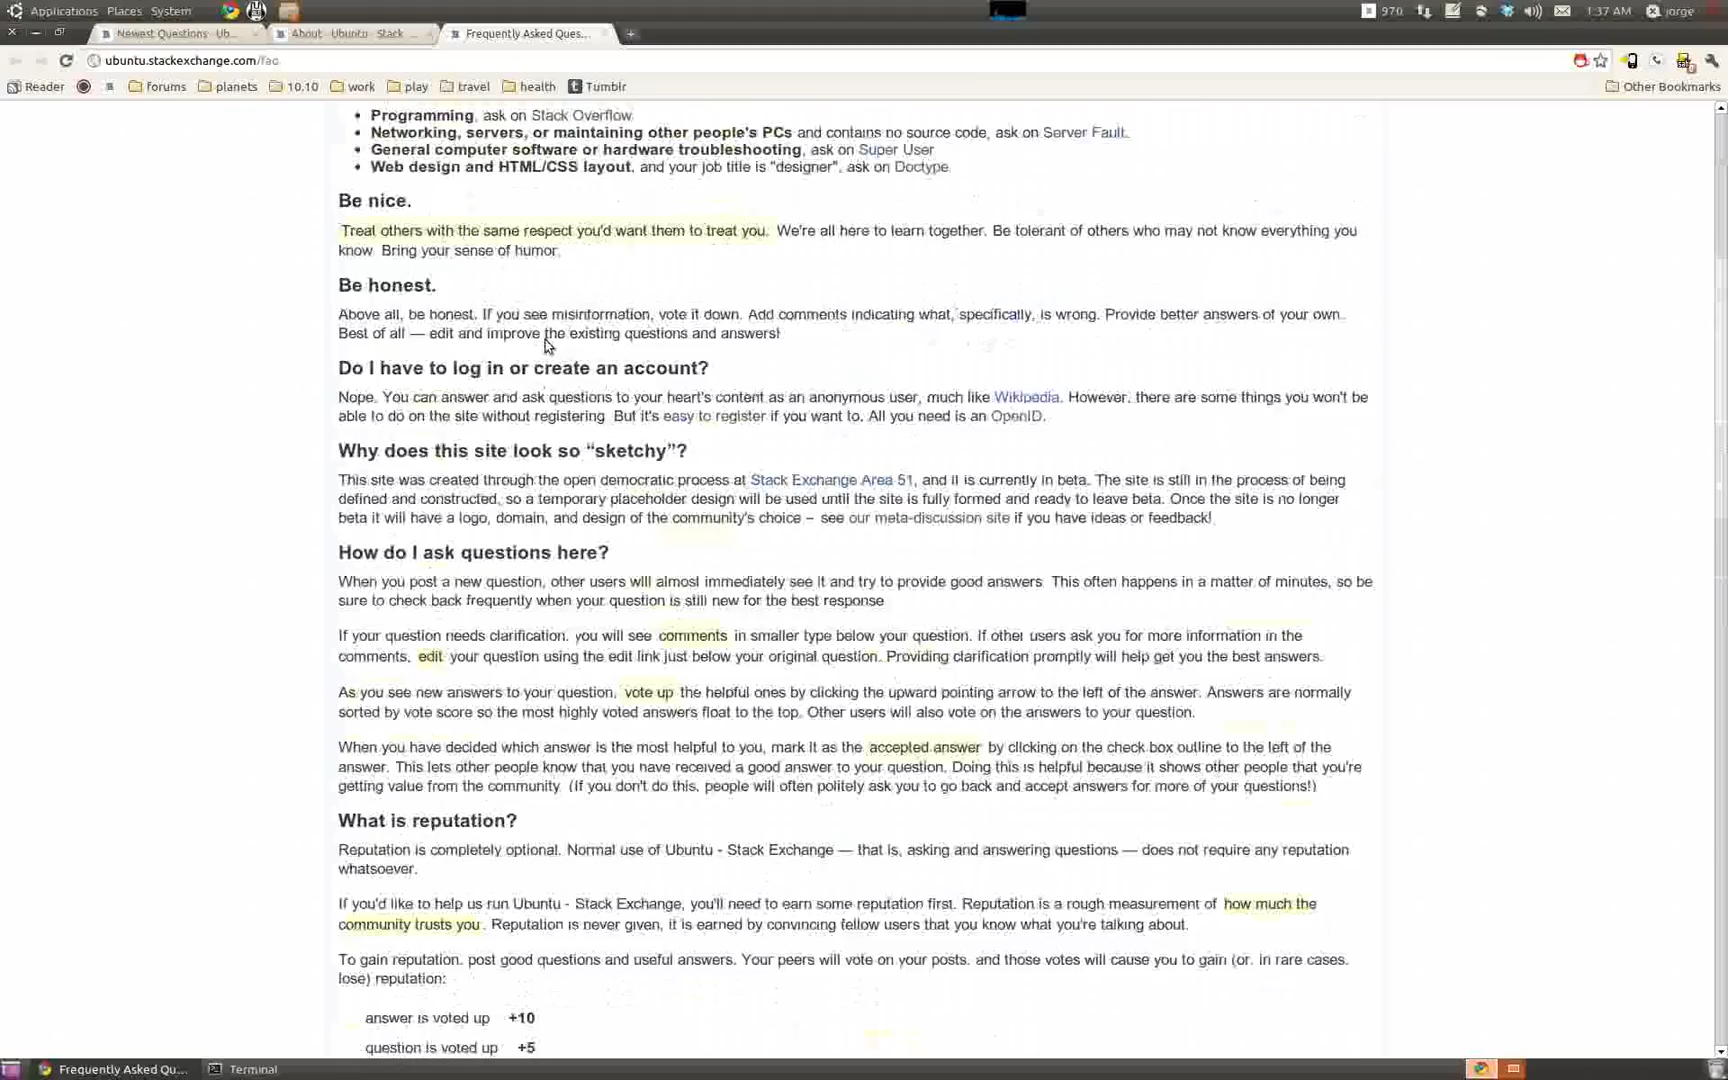 Applications Places System
970
1:37 AM
jorge
Newest Questions - Ub...
About - Ubuntu - Stack ...
Frequently Asked Ques...
ubuntu.stackexchange.com/faq
Reader
forums
planets
10.10
work
play
travel
health
Tumblr
Other Bookmarks
• Programming, ask on Stack Overflow.
• Networking, servers, or maintaining other people's PCs and contains no source code, ask on Server Fault.
• General computer software or hardware troubleshooting, ask on Super User
• Web design and HTML/CSS layout, and your job title is "designer", ask on Doctype.
Be nice.
Treat others with the same respect you'd want them to treat you. We're all here to learn together. Be tolerant of others who may not know everything you
know. Bring your sense of humor.
Be honest.
Above all, be honest. If you see misinformation, vote it down. Add comments indicating what, specifically, is wrong. Provide better answers of your own.
Best of all — edit and improve the existing questions and answers!
Do I have to log in or create an account?
Nope. You can answer and ask questions to your heart's content as an anonymous user, much like Wikipedia. However, there are some things you won't be
able to do on the site without registering. But it's easy to register if you want to. All you need is an OpenID.
Why does this site look so “sketchy”?
This site was created through the open democratic process at Stack Exchange Area 51, and it is currently in beta. The site is still in the process of being
defined and constructed, so a temporary placeholder design will be used until the site is fully formed and ready to leave beta. Once the site is no longer
beta it will have a logo, domain, and design of the community's choice – see our meta-discussion site if you have ideas or feedback!
How do I ask questions here?
When you post a new question, other users will almost immediately see it and try to provide good answers. This often happens in a matter of minutes, so be
sure to check back frequently when your question is still new for the best response.
If your question needs clarification, you will see comments in smaller type below your question. If other users ask you for more information in the
comments, edit your question using the edit link just below your original question. Providing clarification promptly will help get you the best answers.
As you see new answers to your question, vote up the helpful ones by clicking the upward pointing arrow to the left of the answer. Answers are normally
sorted by vote score so the most highly voted answers float to the top. Other users will also vote on the answers to your question.
When you have decided which answer is the most helpful to you, mark it as the accepted answer by clicking on the check box outline to the left of the
answer. This lets other people know that you have received a good answer to your question. Doing this is helpful because it shows other people that you're
getting value from the community. (If you don't do this, people will often politely ask you to go back and accept answers for more of your questions!)
What is reputation?
Reputation is completely optional. Normal use of Ubuntu - Stack Exchange — that is, asking and answering questions — does not require any reputation
whatsoever.
If you'd like to help us run Ubuntu - Stack Exchange, you'll need to earn some reputation first. Reputation is a rough measurement of how much the
community trusts you. Reputation is never given, it is earned by convincing fellow users that you know what you're talking about.
To gain reputation, post good questions and useful answers. Your peers will vote on your posts, and those votes will cause you to gain (or, in rare cases,
lose) reputation:
answer is voted up +10
question is voted up +5
Frequently Asked Qu...
Terminal